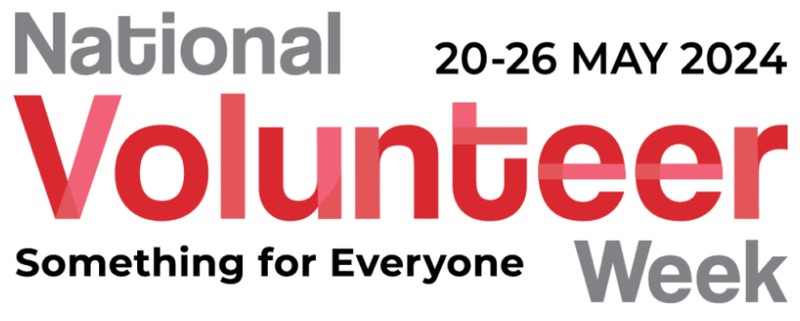 National
20-26 MAY 2024
Volunteer
Something for Everyone
Week